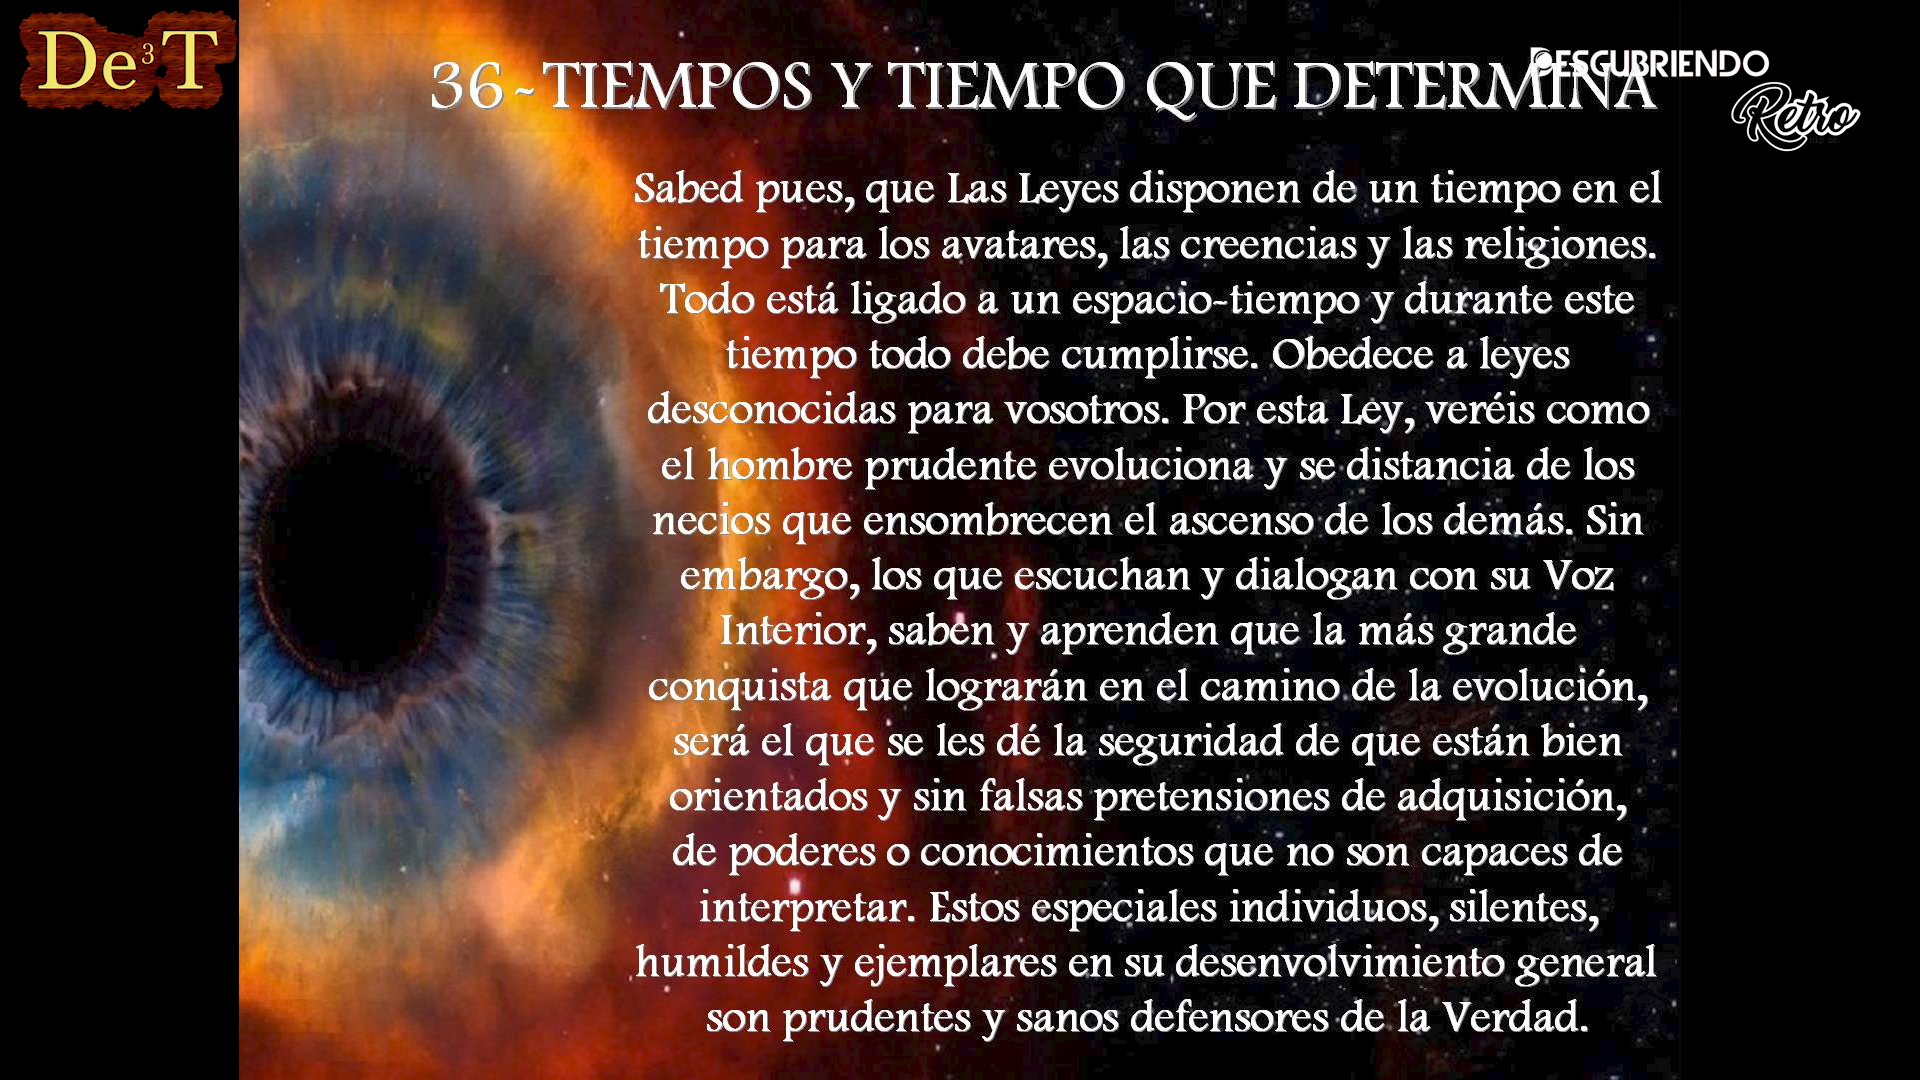 De³T
36-TIEMPOS Y TIEMPO QUE DETERMINA
DESCUBRIENDO
Retro
Sabed pues, que Las Leyes disponen de un tiempo en el
tiempo para los avatares, las creencias y las religiones.
Todo está ligado a un espacio-tiempo y durante este
tiempo todo debe cumplirse. Obedece a leyes
desconocidas para vosotros. Por esta Ley, veréis como
el hombre prudente evoluciona y se distancia de los
necios que ensombrecen el ascenso de los demás. Sin
embargo, los que escuchan y dialogan con su Voz
Interior, saben y aprenden que la más grande
conquista que lograrán en el camino de la evolución,
será el que se les dé la seguridad de que están bien
orientados y sin falsas pretensiones de adquisición,
de poderes o conocimientos que no son capaces de
interpretar. Estos especiales individuos, silentes,
humildes y ejemplares en su desenvolvimiento general
son prudentes y sanos defensores de la Verdad.